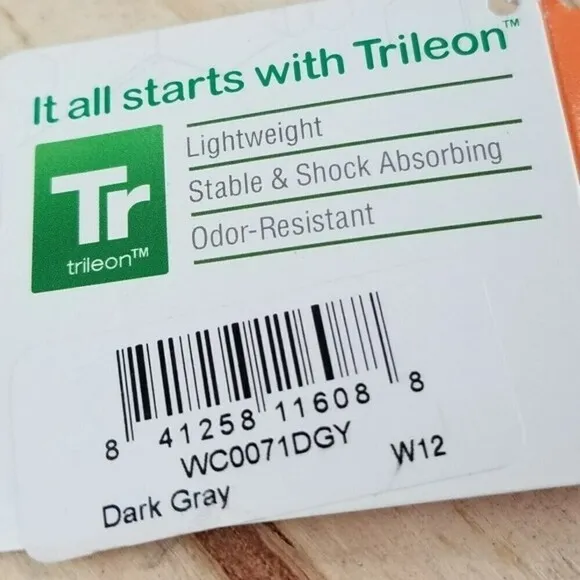 It all starts with Trileon™
Tr
trileon™
Lightweight
Stable & Shock Absorbing
Odor-Resistant
8 41258 11608 8
WC0071DGY
W12
Dark Gray